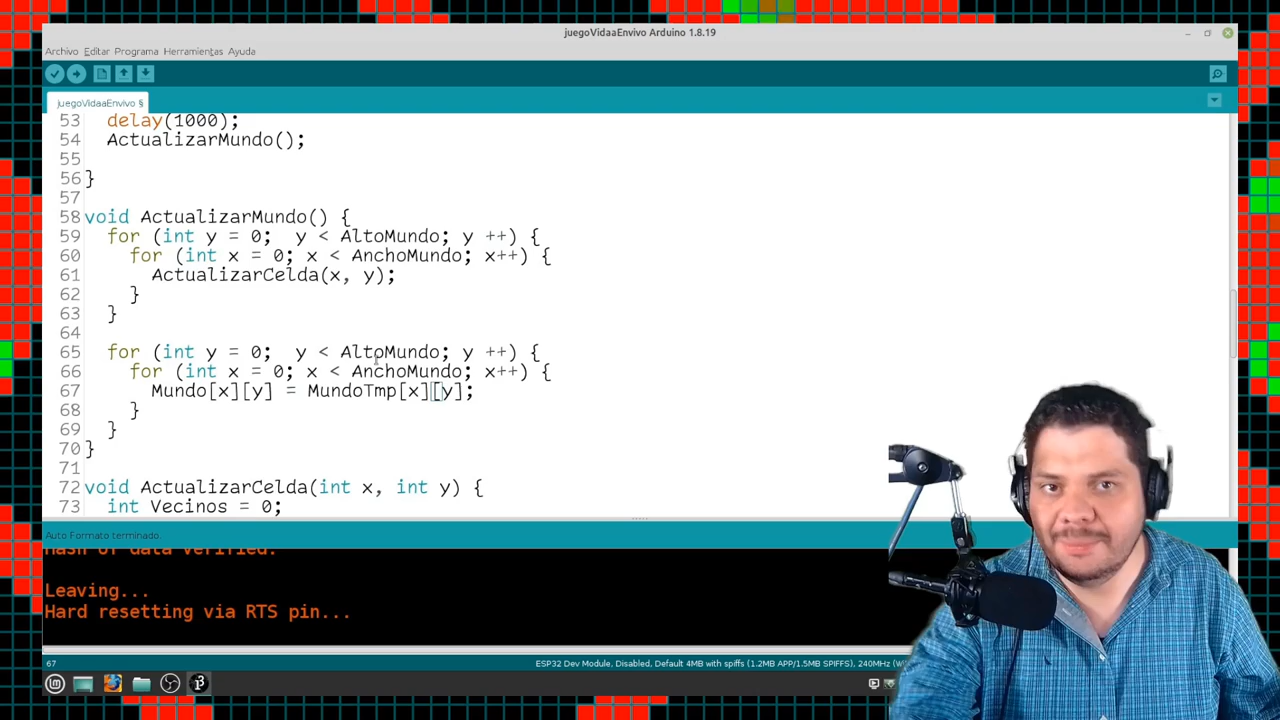 juegoVidaaEnvivo Arduino 1.8.19
Archivo Editar Programa Herramientas Ayuda
juegoVidaaEnvivo §
53 delay(1000);
54 ActualizarMundo();
55
56 }
57
58 void ActualizarMundo() {
59 for (int y = 0; y < AltoMundo; y ++) {
60 for (int x = 0; x < AnchoMundo; x++) {
61 ActualizarCelda(x, y);
62 }
63 }
64
65 for (int y = 0; y < AltoMundo; y ++) {
66 for (int x = 0; x < AnchoMundo; x++) {
67 Mundo[x][y] = MundoTmp[x][y];
68 }
69 }
70 }
71
72 void ActualizarCelda(int x, int y) {
73 int Vecinos = 0;
Auto Formato terminado.
Hash of data verified.
Leaving...
Hard resetting via RTS pin...
67
ESP32 Dev Module, Disabled, Default 4MB with spiffs (1.2MB APP/1.5MB SPIFFS), 240MHz